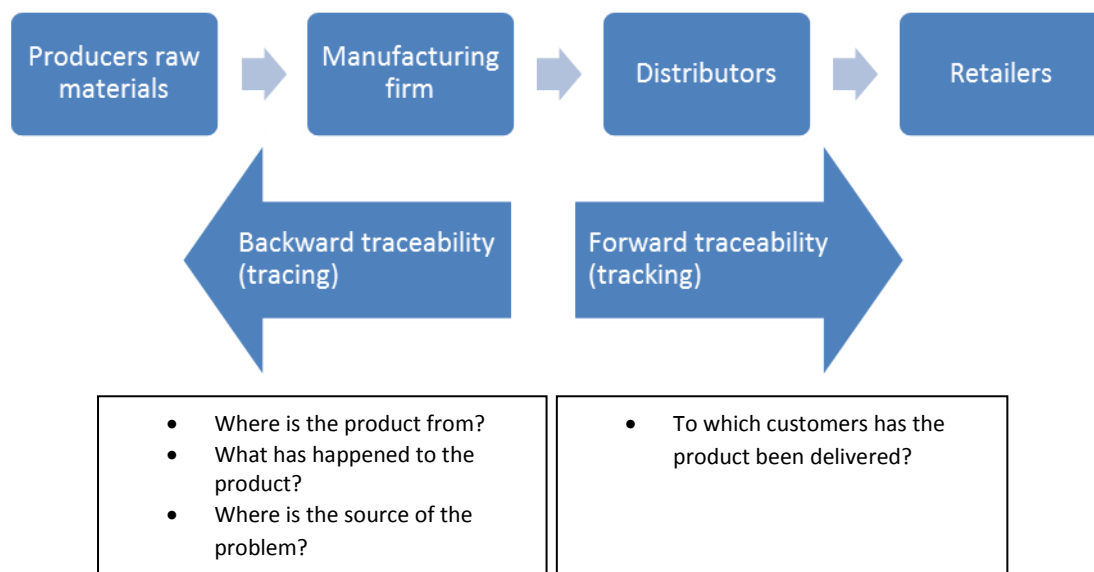 Producers raw
materials
Manufacturing
firm
Distributors
Retailers
Backward traceability
(tracing)
Forward traceability
(tracking)
• Where is the product from?
• What has happened to the
product?
• Where is the source of the
problem?
• To which customers has the
product been delivered?